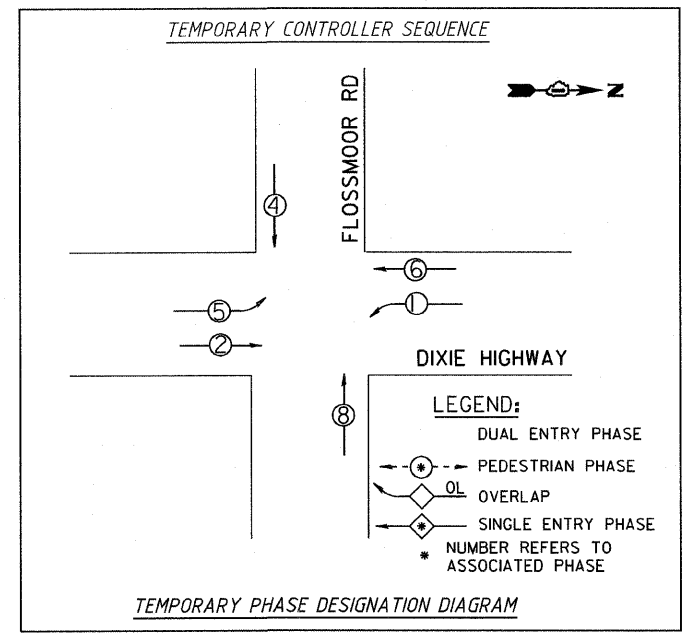 TEMPORARY CONTROLLER SEQUENCE
FLOSSMOOR RD
N
4
6
1
5
2
8
DIXIE HIGHWAY
LEGEND:
DUAL ENTRY PHASE
* PEDESTRIAN PHASE
OL OVERLAP
* SINGLE ENTRY PHASE
* NUMBER REFERS TO
ASSOCIATED PHASE
TEMPORARY PHASE DESIGNATION DIAGRAM